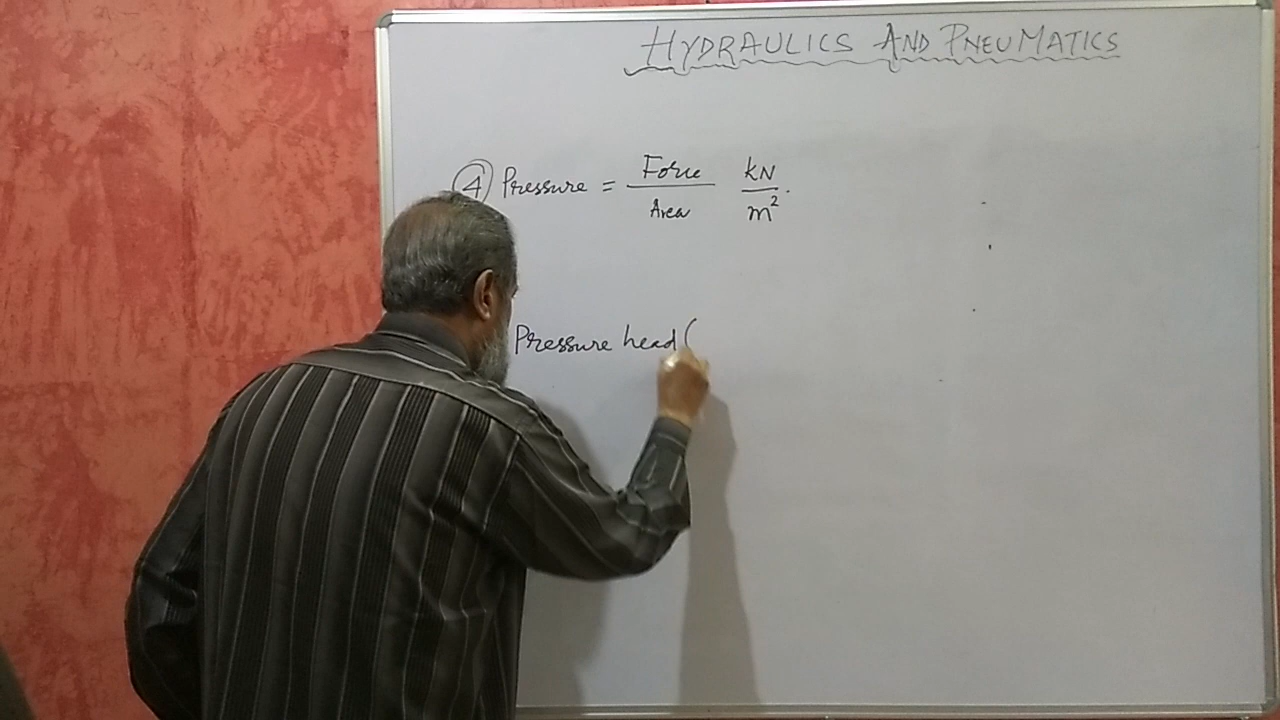 HYDRAULICS AND PNEUMATICS
④ Pressure = Force / Area kN / m².
Pressure head (